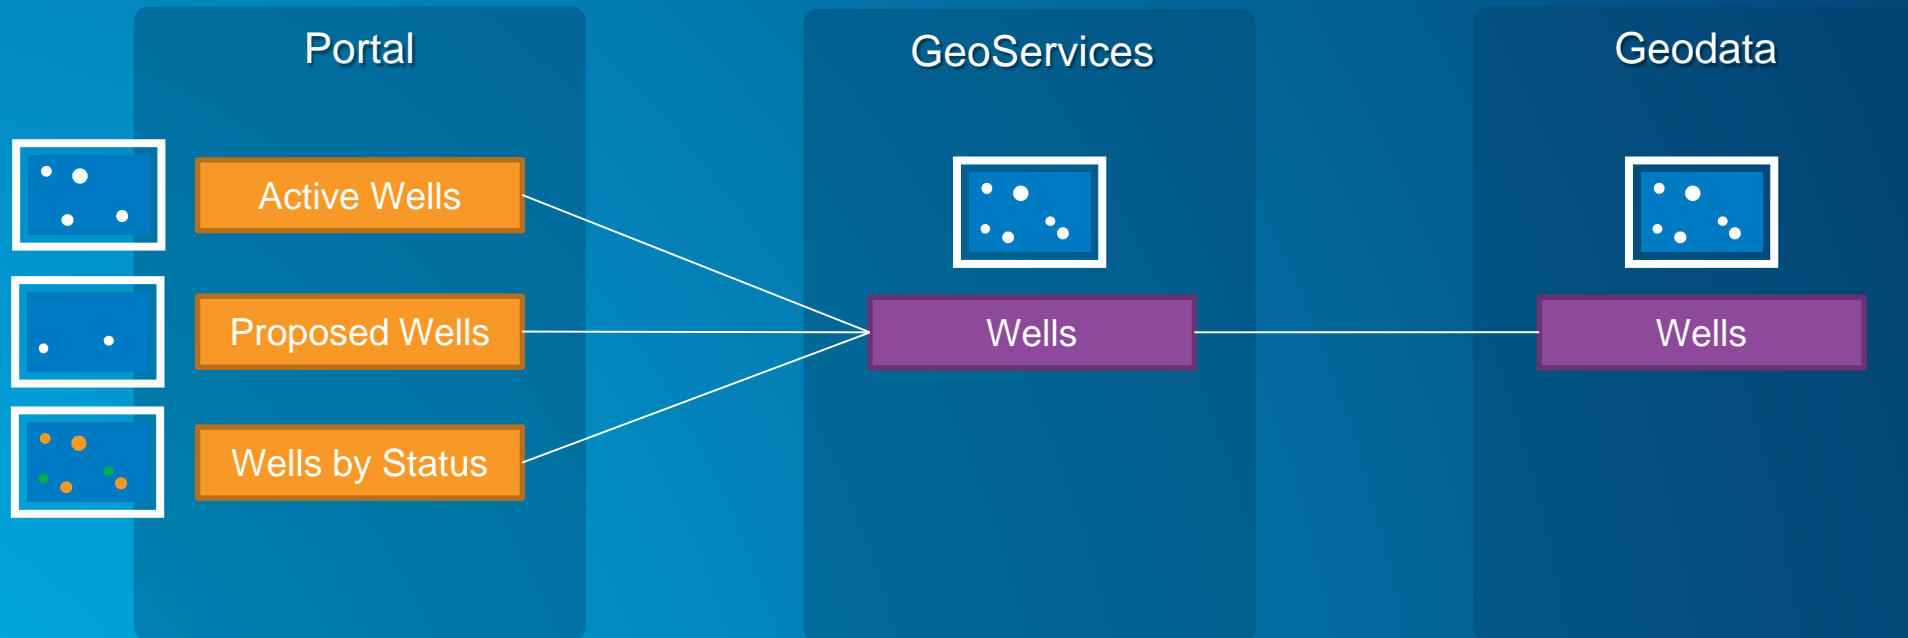 Portal
GeoServices
Geodata
Active Wells
Proposed Wells
Wells
Wells
Wells by Status